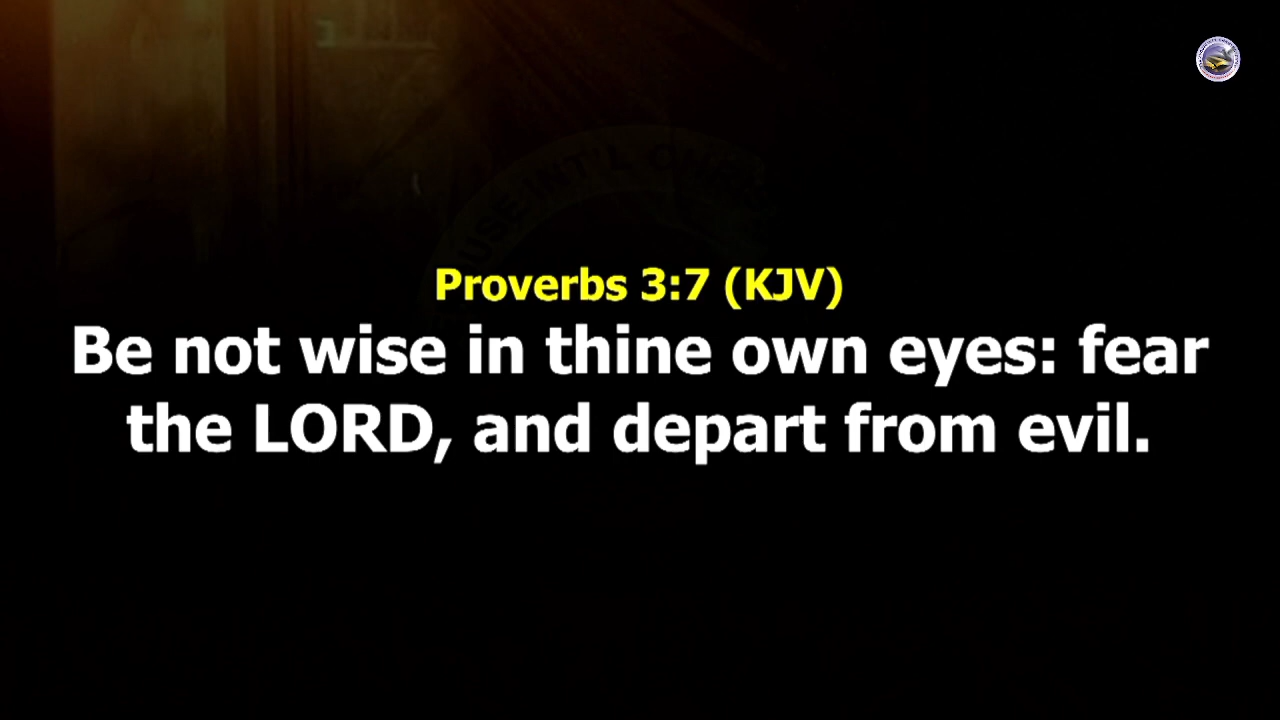 Proverbs 3:7 (KJV)
Be not wise in thine own eyes: fear
the LORD, and depart from evil.